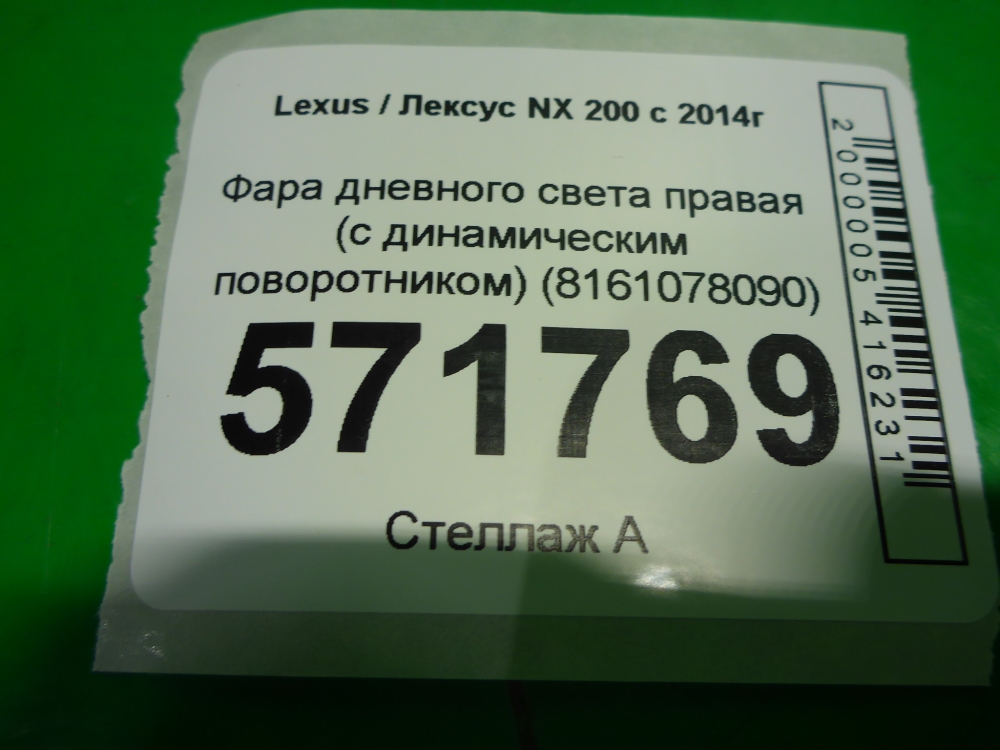 Lexus / Лексус NX 200 с 2014г
Фара дневного света правая
(с динамическим
поворотником) (8161078090)
571769
Стеллаж А
2000005416231